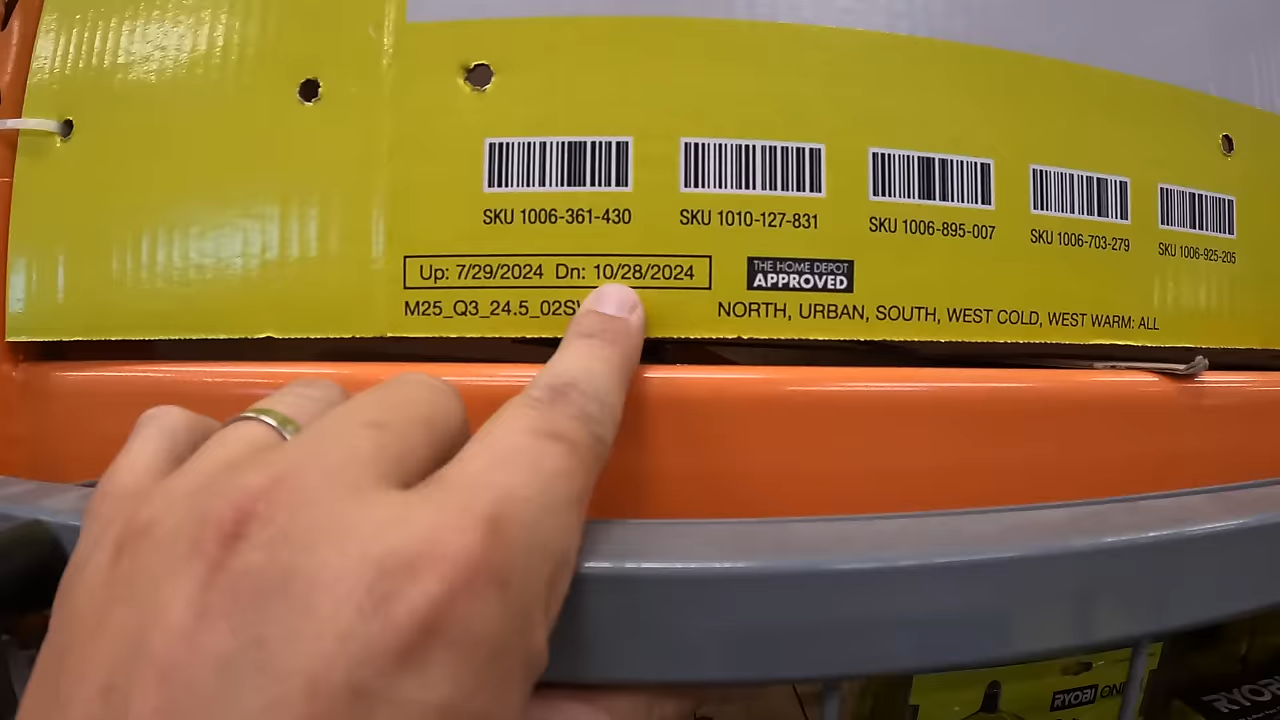 SKU 1006-361-430
SKU 1010-127-831
SKU 1006-895-007
SKU 1006-703-279
SKU 1006-925-205
Up: 7/29/2024 Dn: 10/28/2024
THE HOME DEPOT
APPROVED
M25_Q3_24.5_02S
NORTH, URBAN, SOUTH, WEST COLD, WEST WARM: ALL
RYOBI ON
RYOBI